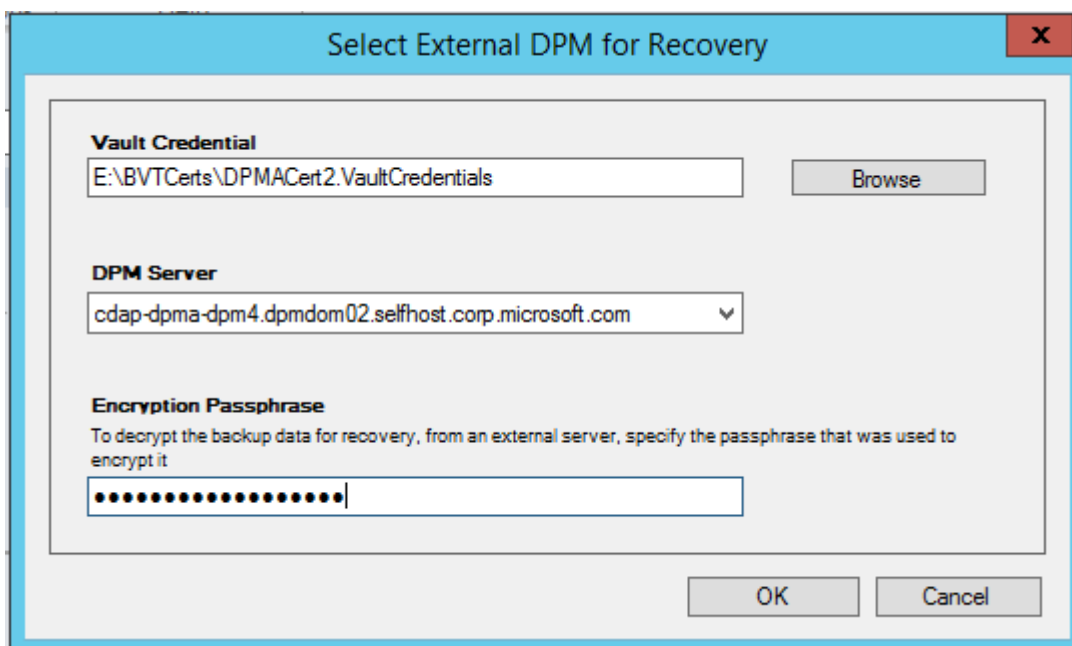 Select External DPM for Recovery
x
Vault Credential
E:\BVTCerts\DPMACert2.VaultCredentials
Browse
DPM Server
cdap-dpma-dpm4.dpmdom02.selfhost.corp.microsoft.com
Encryption Passphrase
To decrypt the backup data for recovery, from an external server, specify the passphrase that was used to
encrypt it
●●●●●●●●●●●●●●●●●●
OK
Cancel